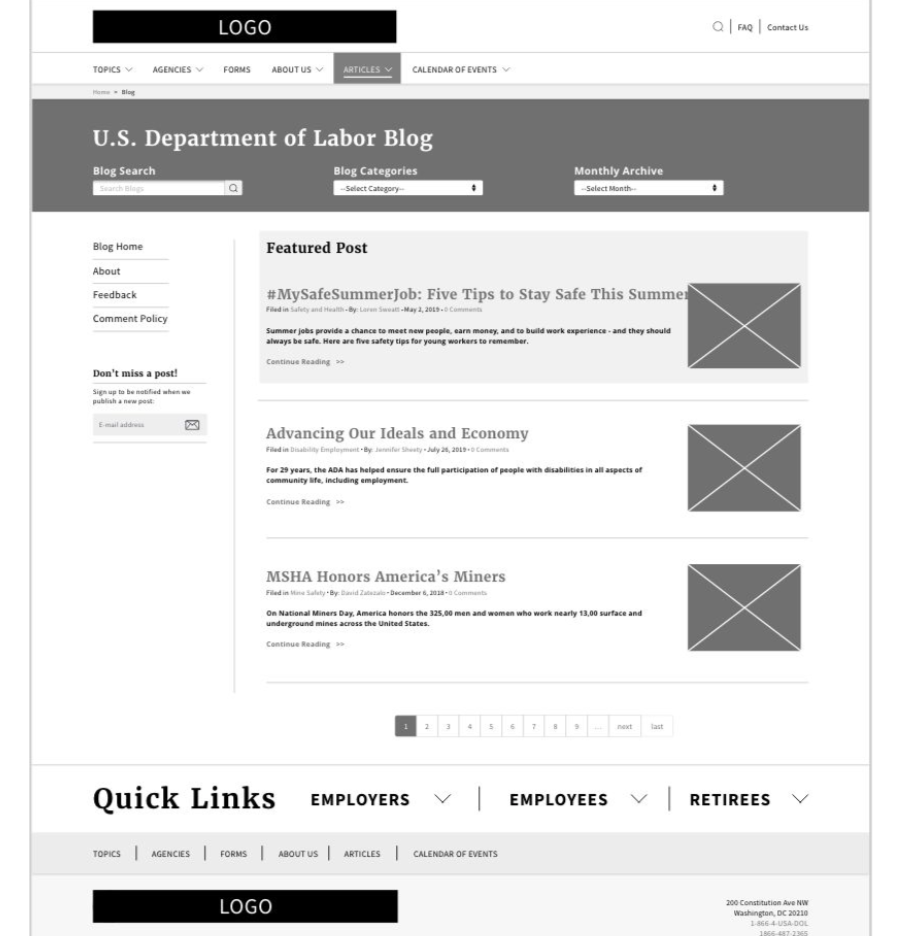 LOGO
FAQ
Contact Us
TOPICS
AGENCIES
FORMS
ABOUT US
ARTICLES
CALENDAR OF EVENTS
Home » Blog
U.S. Department of Labor Blog
Blog Search
Blog Categories
Monthly Archive
Search Blogs
--Select Category--
--Select Month--
Blog Home
About
Feedback
Comment Policy
Don't miss a post!
Sign up to be notified when we
publish a new post:
E-mail address
Featured Post
#MySafeSummerJob: Five Tips to Stay Safe This Summer
Filed in Safety and Health • By: Loren Sweatt • May 2, 2019 • 0 Comments
Summer jobs provide a chance to meet new people, earn money, and to build work experience - and they should
always be safe. Here are five safety tips for young workers to remember.
Continue Reading >>
Advancing Our Ideals and Economy
Filed in Disability Employment • By: Jennifer Sheehy • July 26, 2019 • 0 Comments
For 29 years, the ADA has helped ensure the full participation of people with disabilities in all aspects of
community life, including employment.
Continue Reading >>
MSHA Honors America's Miners
Filed in Mine Safety • By: David Zatezalo • December 6, 2018 • 0 Comments
On National Miners Day, America honors the 325,00 men and women who work nearly 13,00 surface and
underground mines across the United States.
Continue Reading >>
1 2 3 4 5 6 7 8 9 ... next last
Quick Links
EMPLOYERS
EMPLOYEES
RETIREES
TOPICS
AGENCIES
FORMS
ABOUT US
ARTICLES
CALENDAR OF EVENTS
LOGO
200 Constitution Ave NW
Washington, DC 20210
1-866-4-USA-DOL
1866-487-2365